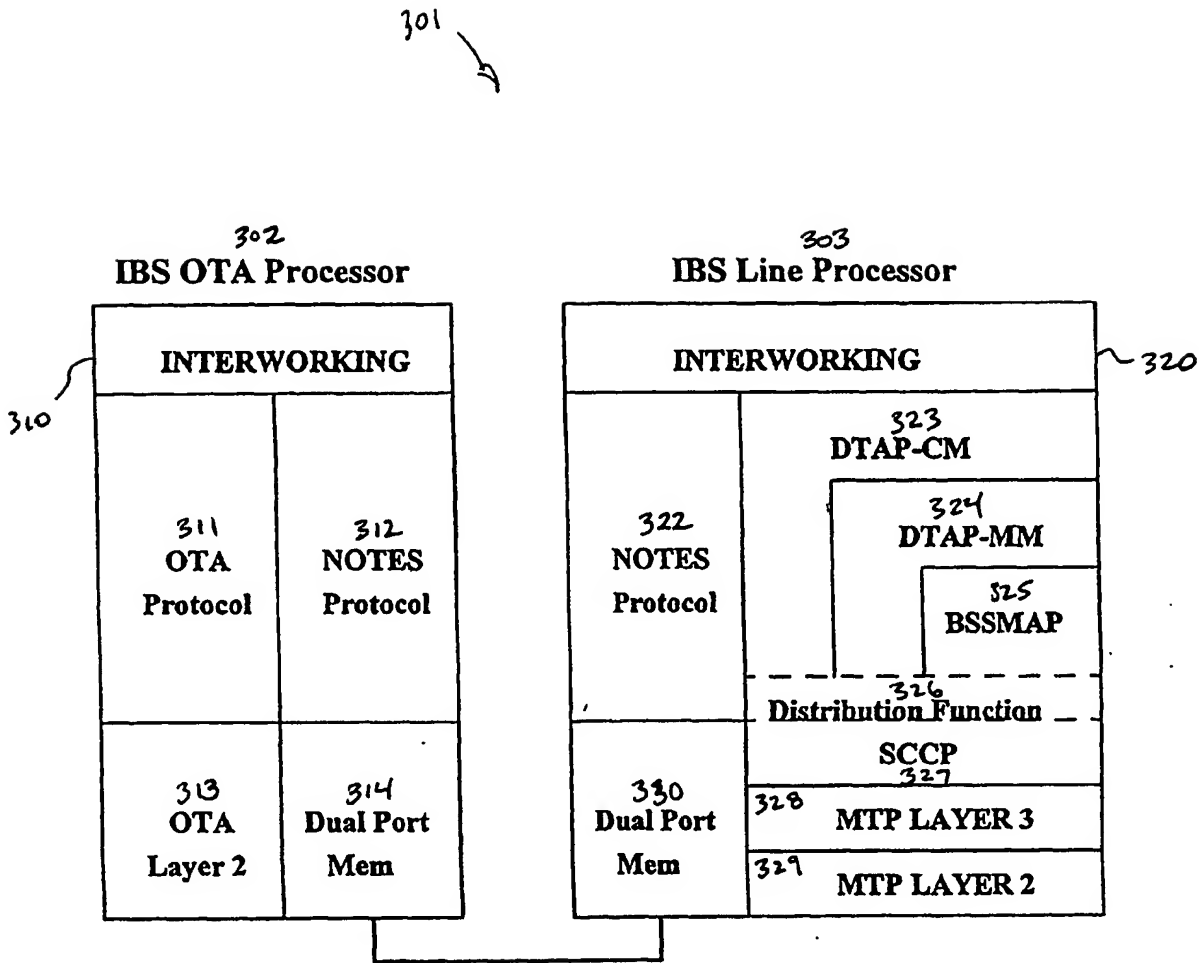 301
302
IBS OTA Processor
303
IBS Line Processor
INTERWORKING
310
INTERWORKING
320
311
OTA
Protocol
312
NOTES
Protocol
322
NOTES
Protocol
323
DTAP-CM
324
DTAP-MM
325
BSSMAP
326
Distribution Function
SCCP
327
313
OTA
Layer 2
314
Dual Port
Mem
330
Dual Port
Mem
328
MTP LAYER 3
329
MTP LAYER 2